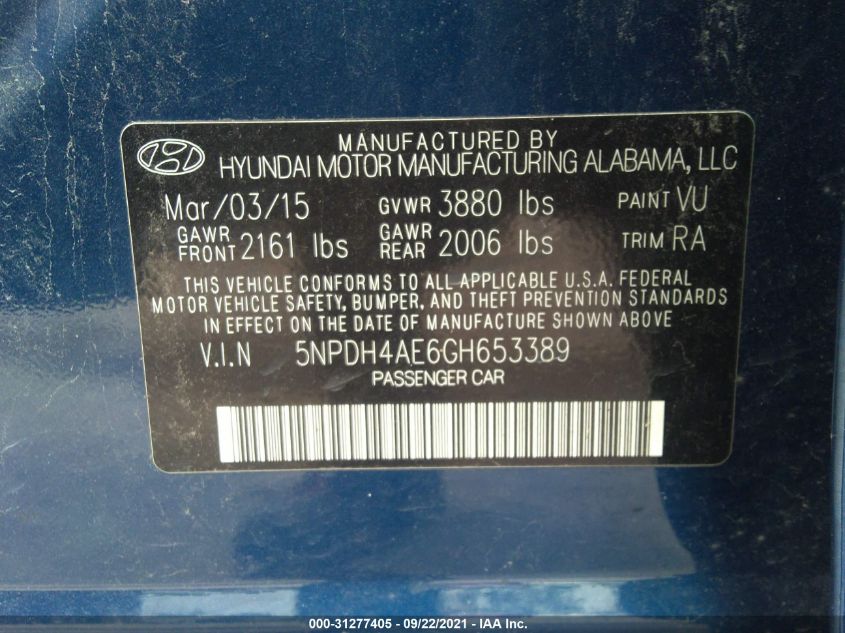 MANUFACTURED BY
HYUNDAI MOTOR MANUFACTURING ALABAMA, LLC
Mar/03/15 GVWR 3880 lbs PAINT VU
GAWR FRONT 2161 lbs GAWR REAR 2006 lbs TRIM RA
THIS VEHICLE CONFORMS TO ALL APPLICABLE U.S.A. FEDERAL
MOTOR VEHICLE SAFETY, BUMPER, AND THEFT PREVENTION STANDARDS
IN EFFECT ON THE DATE OF MANUFACTURE SHOWN ABOVE
V.I.N 5NPDH4AE6GH653389
PASSENGER CAR
000-31277405 - 09/22/2021 - IAA Inc.